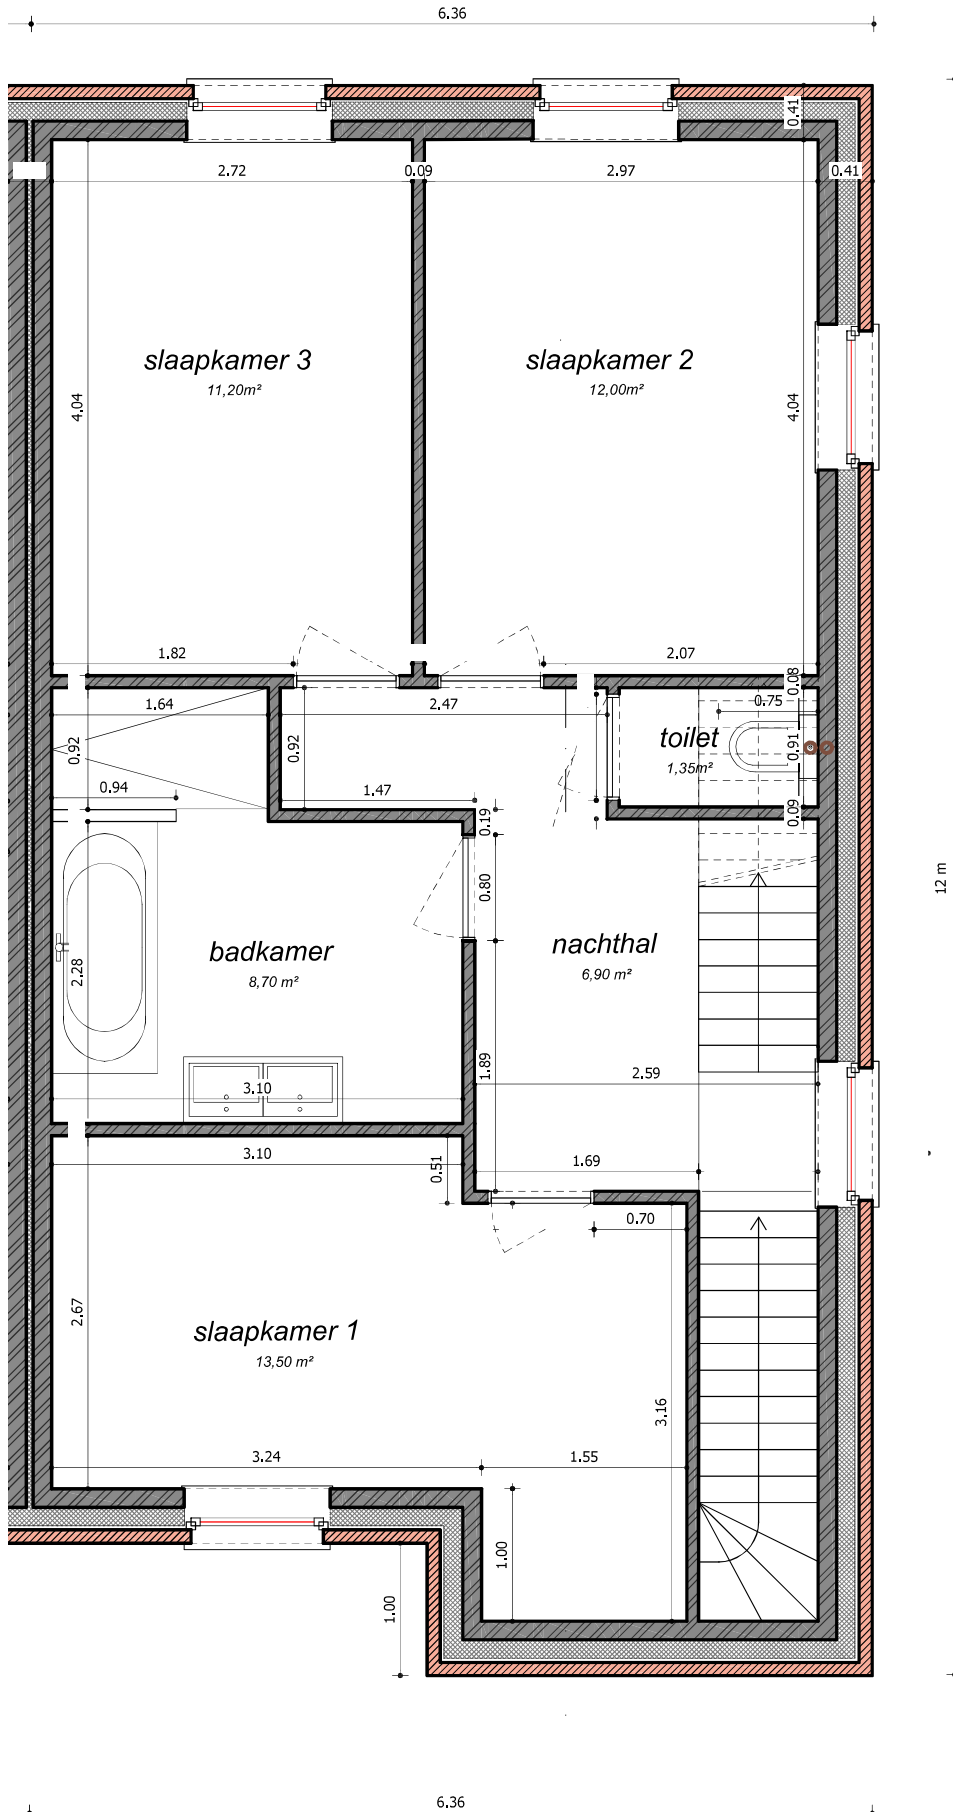 6.36
0.41
2.72
0.09
2.97
0.41
slaapkamer 3
11,20m²
slaapkamer 2
12,00m²
4.04
4.04
1.82
2.07
0.08
1.64
2.47
0.75
0.92
0.92
toilet
1,35m²
0.91
0.94
1.47
0.19
0.09
0.80
12 m
badkamer
8,70 m²
nachthal
6,90 m²
2.28
1.89
2.59
3.10
3.10
0.51
1.69
0.70
2.67
slaapkamer 1
13,50 m²
3.16
3.24
1.55
1.00
1.00
6.36